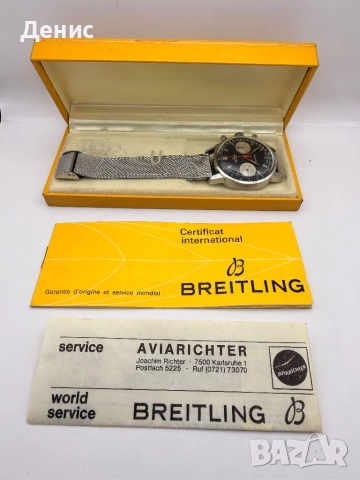 Денис
Certificat
international
B
BREITLING
Garantie d'origine et service mondial
service
AVIARICHTER
Joachim Richter · 7500 Karlsruhe 1
Postfach 5225 · Ruf (0721) 73070
world
service
BREITLING
B
BAZAR